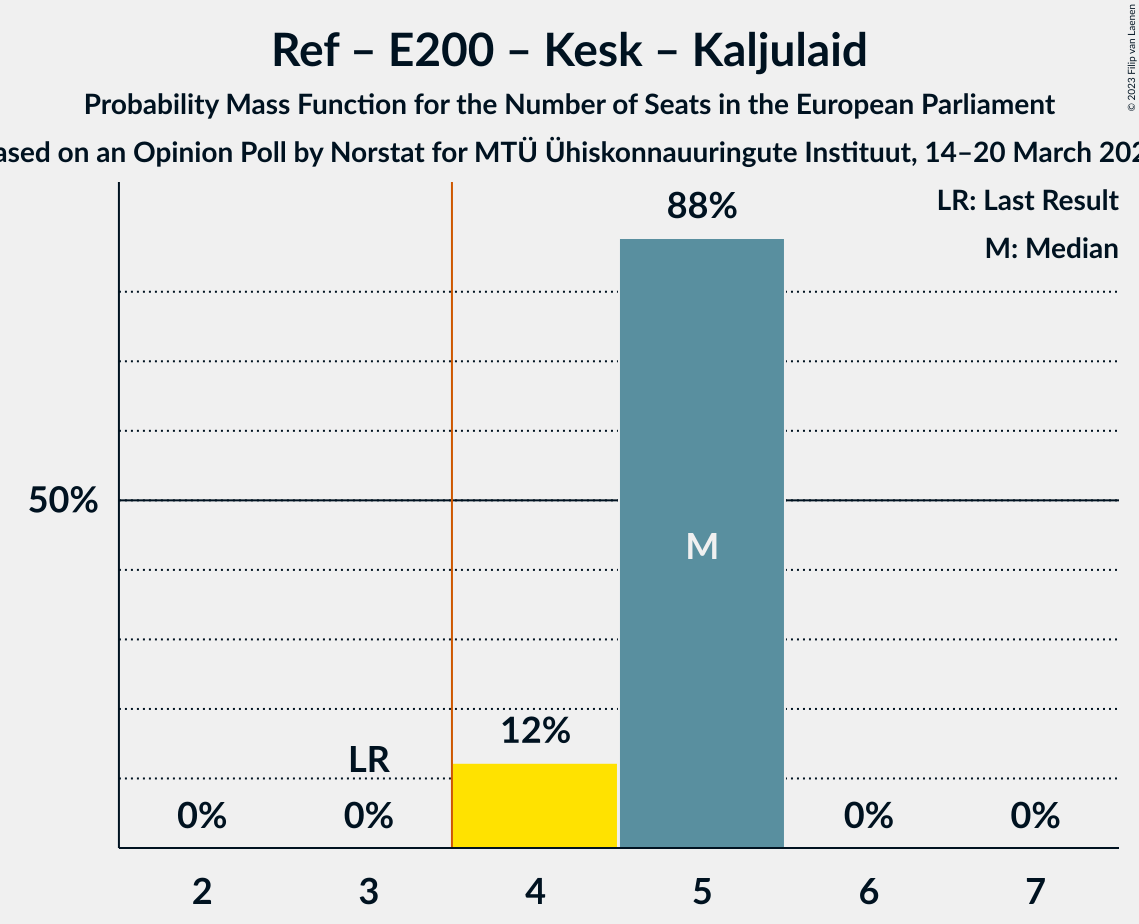 Ref – E200 – Kesk – Kaljulaid
Probability Mass Function for the Number of Seats in the European Parliament
on an Opinion Poll by Norstat for MTÜ Ühiskonnauuringute Instituut, 14–20 March
© 2023 Filip van Laenen
LR: Last Result
M: Median
88%
50%
M
12%
LR
0% 0% 0% 0%
2 3 4 5 6 7